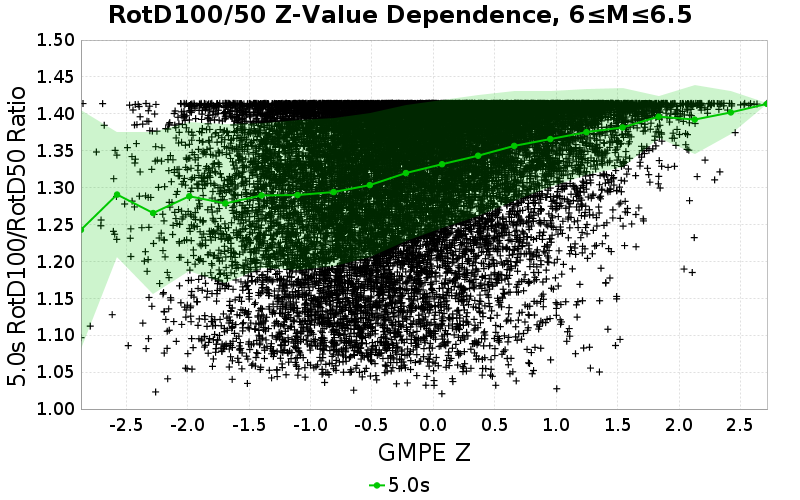 RotD100/50 Z-Value Dependence, 6≤M≤6.5
5.0s RotD100/RotD50 Ratio
1.50
1.45
1.40
1.35
1.30
1.25
1.20
1.15
1.10
1.05
1.00
-2.5 -2.0 -1.5 -1.0 -0.5 0.0 0.5 1.0 1.5 2.0 2.5
GMPE Z
5.0s